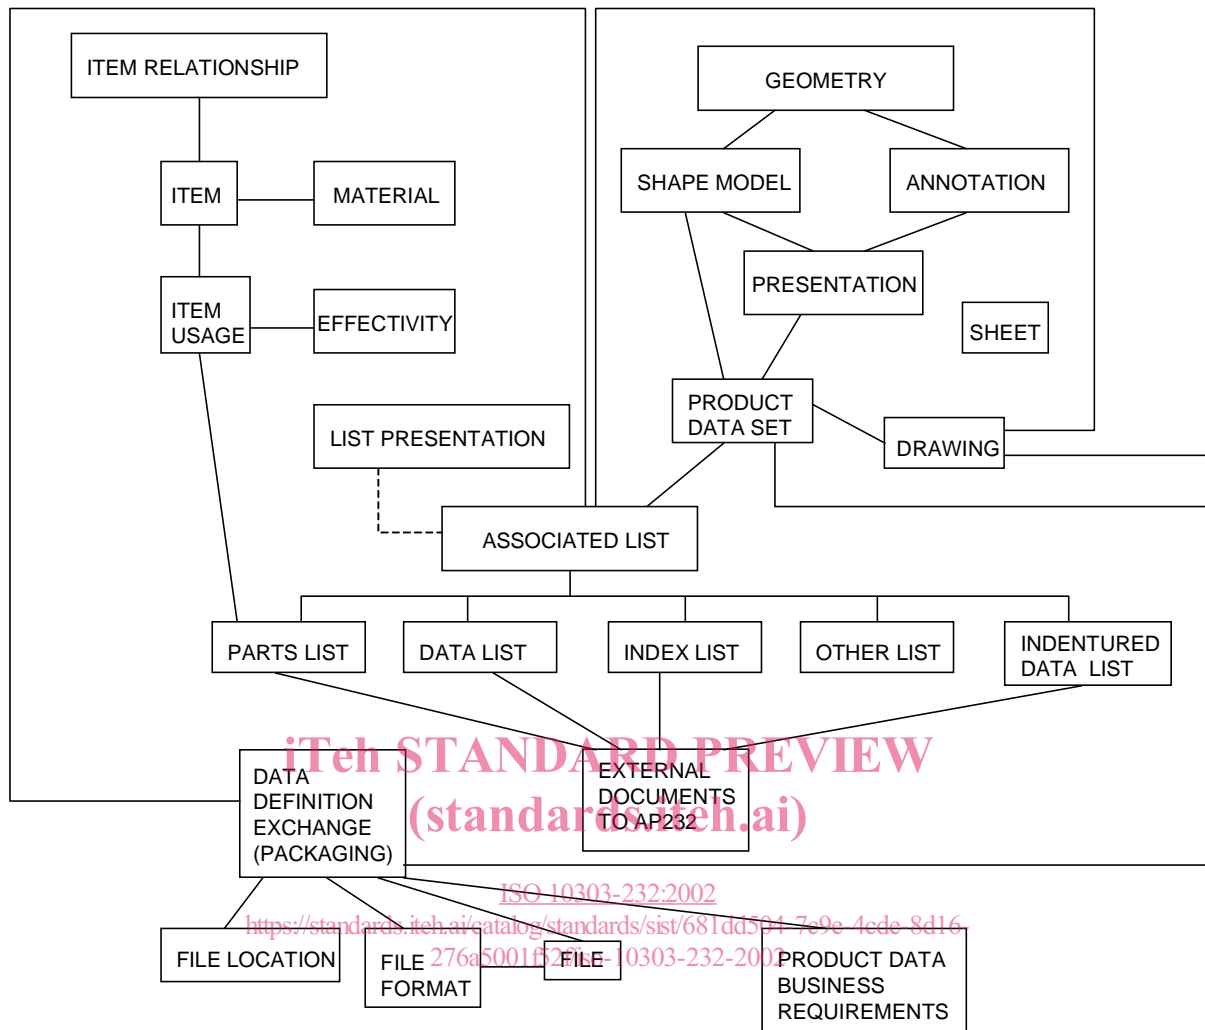 ITEM RELATIONSHIP
GEOMETRY
SHAPE MODEL
ANNOTATION
ITEM
MATERIAL
PRESENTATION
ITEM
USAGE
EFFECTIVITY
SHEET
PRODUCT
DATA SET
LIST PRESENTATION
DRAWING
ASSOCIATED LIST
PARTS LIST
DATA LIST
INDEX LIST
OTHER LIST
INDENTURED
DATA LIST
iTeh STANDARD PREVIEW
(standards.iteh.ai)
DATA
DEFINITION
EXCHANGE
(PACKAGING)
EXTERNAL
DOCUMENTS
TO AP232
ISO 10303-232:2002
https://standards.iteh.ai/catalog/standards/sist/681dd504-7c9e-4cde-8d16-
276a5001f52f/iso-10303-232-2002
FILE LOCATION
FILE
FORMAT
FILE
PRODUCT DATA
BUSINESS
REQUIREMENTS